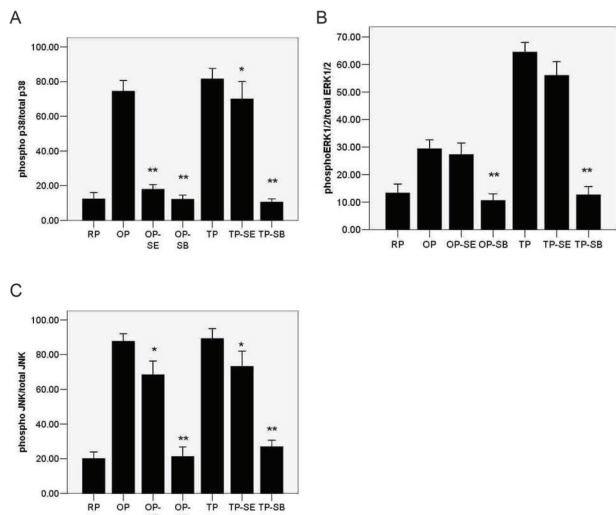 A
phospho p38/total p38
100.00
80.00
60.00
40.00
20.00
0.00
*
**
**
**
RP
OP
OP-
SE
OP-
SB
TP
TP-SE
TP-SB
B
phosphoERK1/2/total ERK1/2
70.00
60.00
50.00
40.00
30.00
20.00
10.00
0.00
**
**
RP
OP
OP-SE
OP-SB
TP
TP-SE
TP-SB
C
phospho JNK/total JNK
100.00
80.00
60.00
40.00
20.00
0.00
*
**
*
**
RP
OP
OP-
OP-
TP
TP-SE
TP-SB